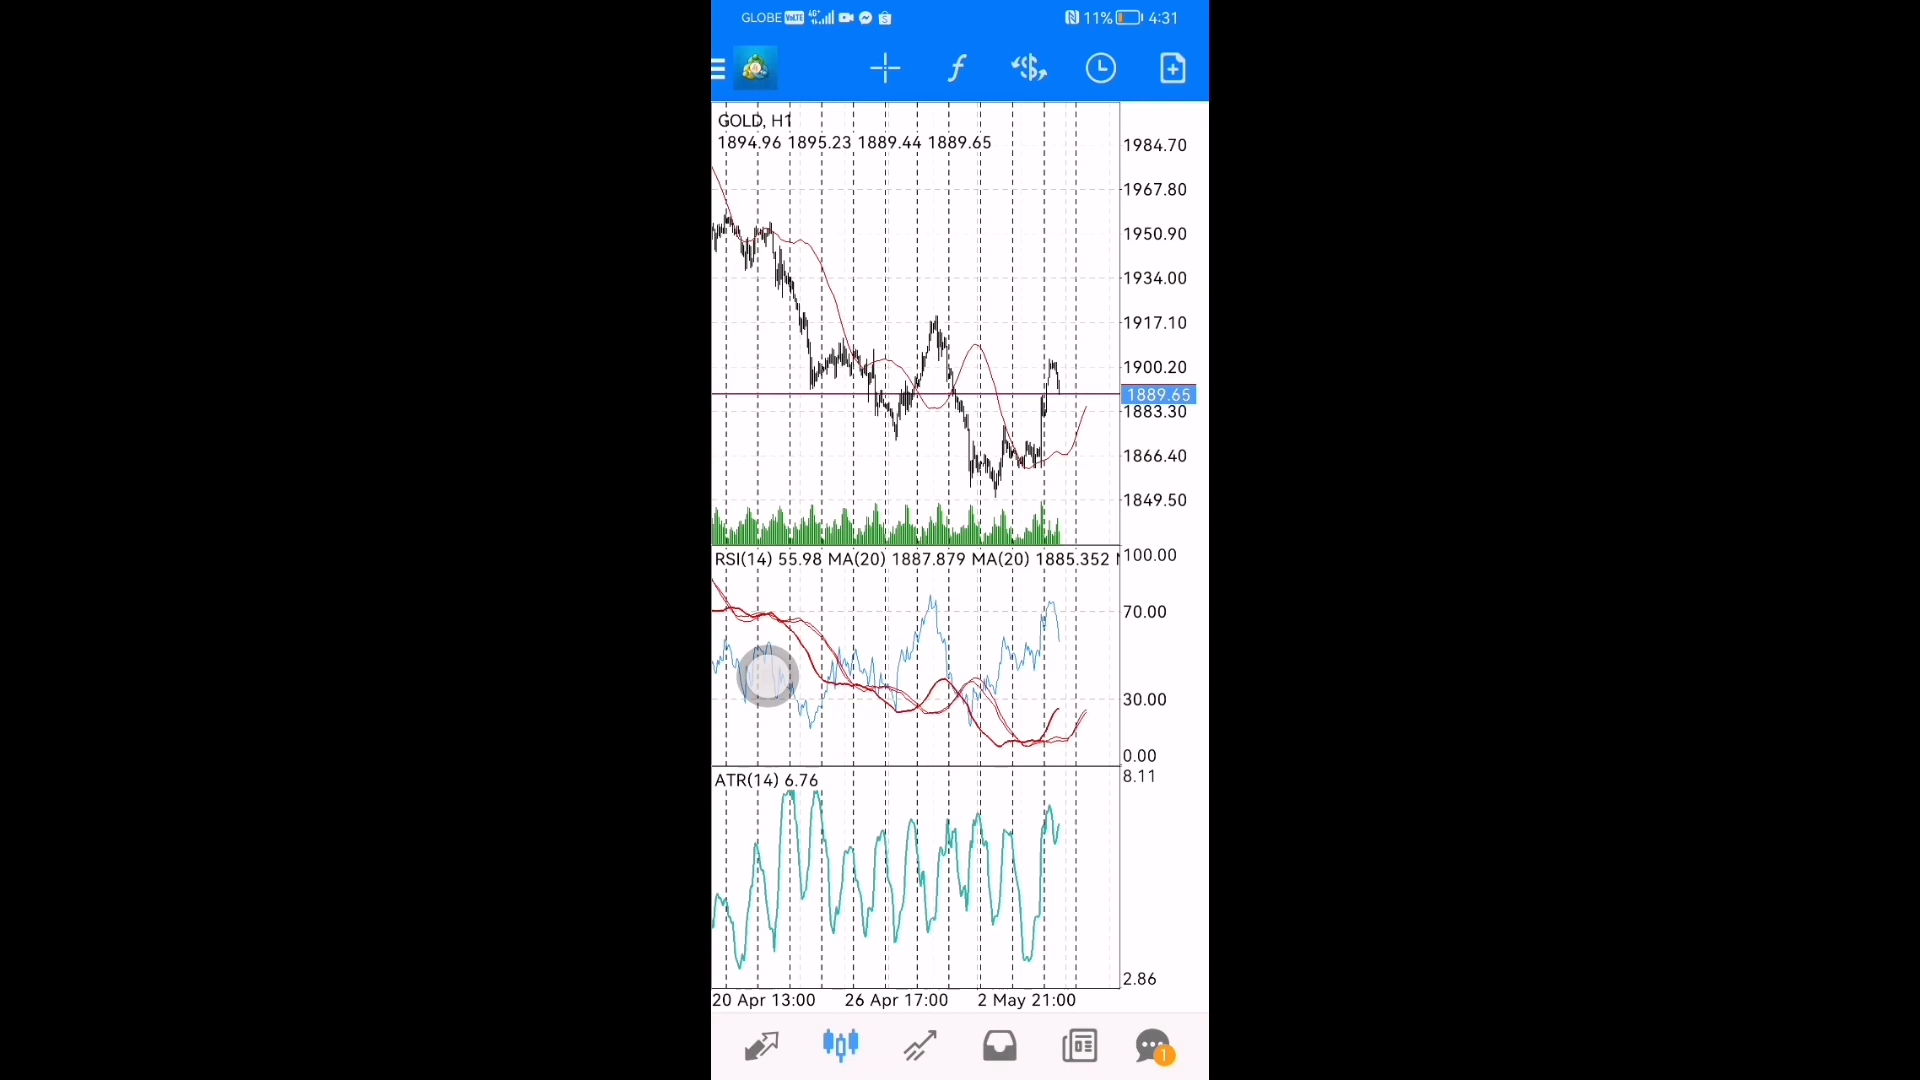 GLOBE VoLTE 4G+ 11% 4:31
GOLD, H1
1894.96 1895.23 1889.44 1889.65
1984.70
1967.80
1950.90
1934.00
1917.10
1900.20
1889.65
1883.30
1866.40
1849.50
RSI(14) 55.98 MA(20) 1887.879 MA(20) 1885.352
100.00
70.00
30.00
0.00
ATR(14) 6.76
8.11
2.86
20 Apr 13:00 26 Apr 17:00 2 May 21:00
1